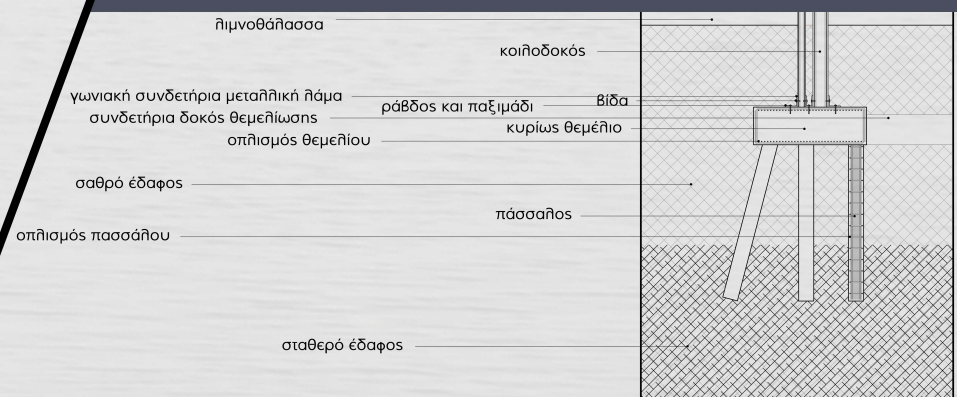 λιμνοθάλασσα
κοιλοδοκός
γωνιακή συνδετήρια μεταλλική λάμα
ράβδος και παξιμάδι
βίδα
συνδετήρια δοκός θεμελίωσης
κυρίως θεμέλιο
οπλισμός θεμελίου
σαθρό έδαφος
πάσσαλος
οπλισμός πασσάλου
σταθερό έδαφος